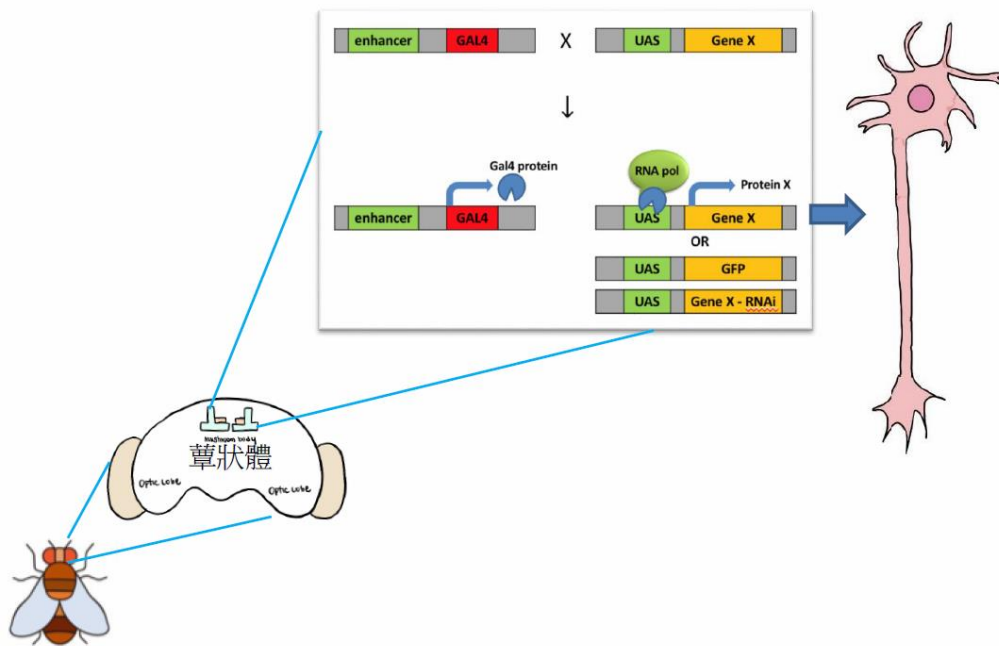 enhancer GAL4 X UAS Gene X
↓
Gal4 protein
RNA pol
Protein X
enhancer GAL4 UAS Gene X
OR
UAS GFP
UAS Gene X - RNAi
Mushroom body
蕈狀體
Optic Lobe Optic Lobe